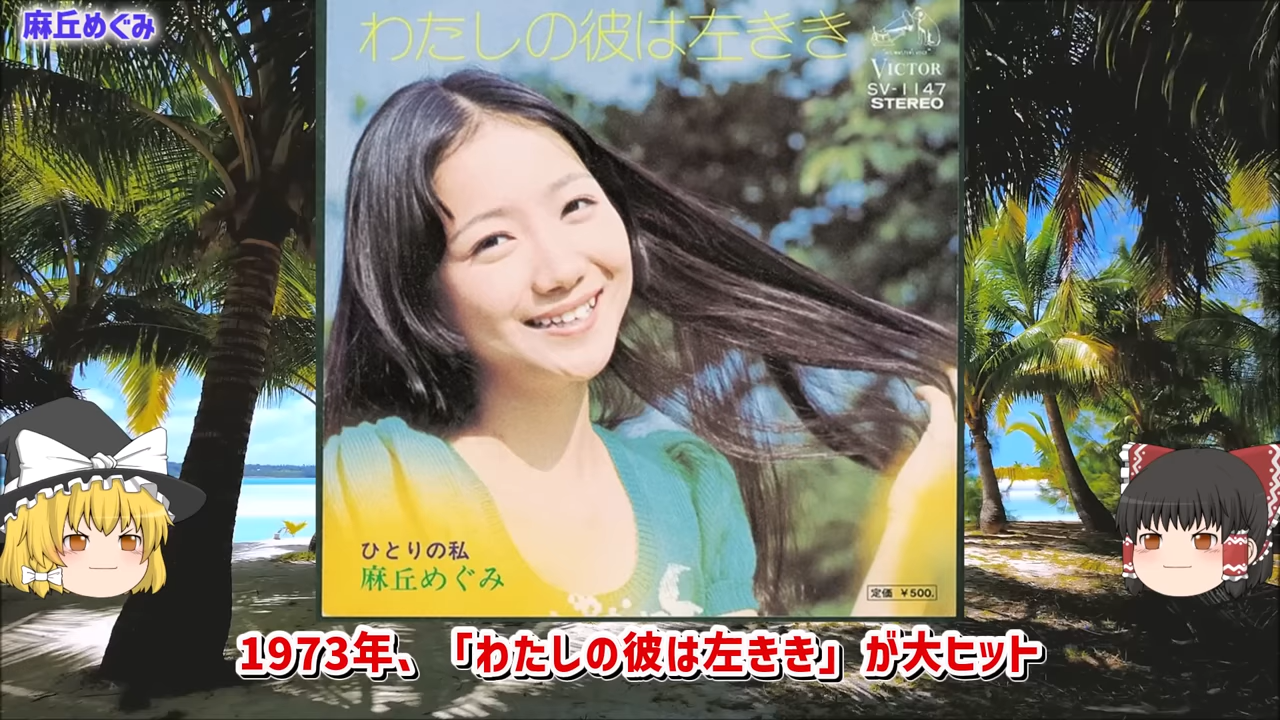 麻丘めぐみ
わたしの彼は左きき
VICTOR
SV-1147
STEREO
ひとりの私
麻丘めぐみ
定価 ¥500.
1973年、「わたしの彼は左きき」が大ヒット